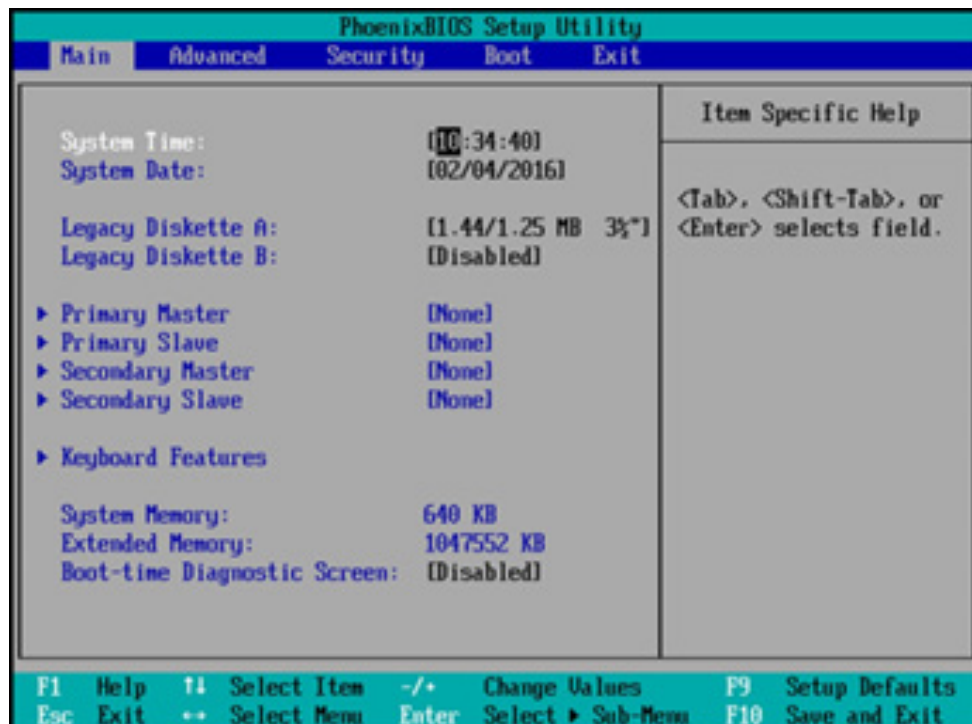 PhoenixBIOS Setup Utility
Main Advanced Security Boot Exit
Item Specific Help
System Time: [10:34:40]
System Date: [02/04/2016]
<Tab>, <Shift-Tab>, or
<Enter> selects field.
Legacy Diskette A: [1.44/1.25 MB 3½"]
Legacy Diskette B: [Disabled]
▶ Primary Master [None]
▶ Primary Slave [None]
▶ Secondary Master [None]
▶ Secondary Slave [None]
▶ Keyboard Features
System Memory: 640 KB
Extended Memory: 1047552 KB
Boot-time Diagnostic Screen: [Disabled]
F1 Help ↑↓ Select Item -/+ Change Values F9 Setup Defaults
Esc Exit ↔ Select Menu Enter Select ▶ Sub-Menu F10 Save and Exit